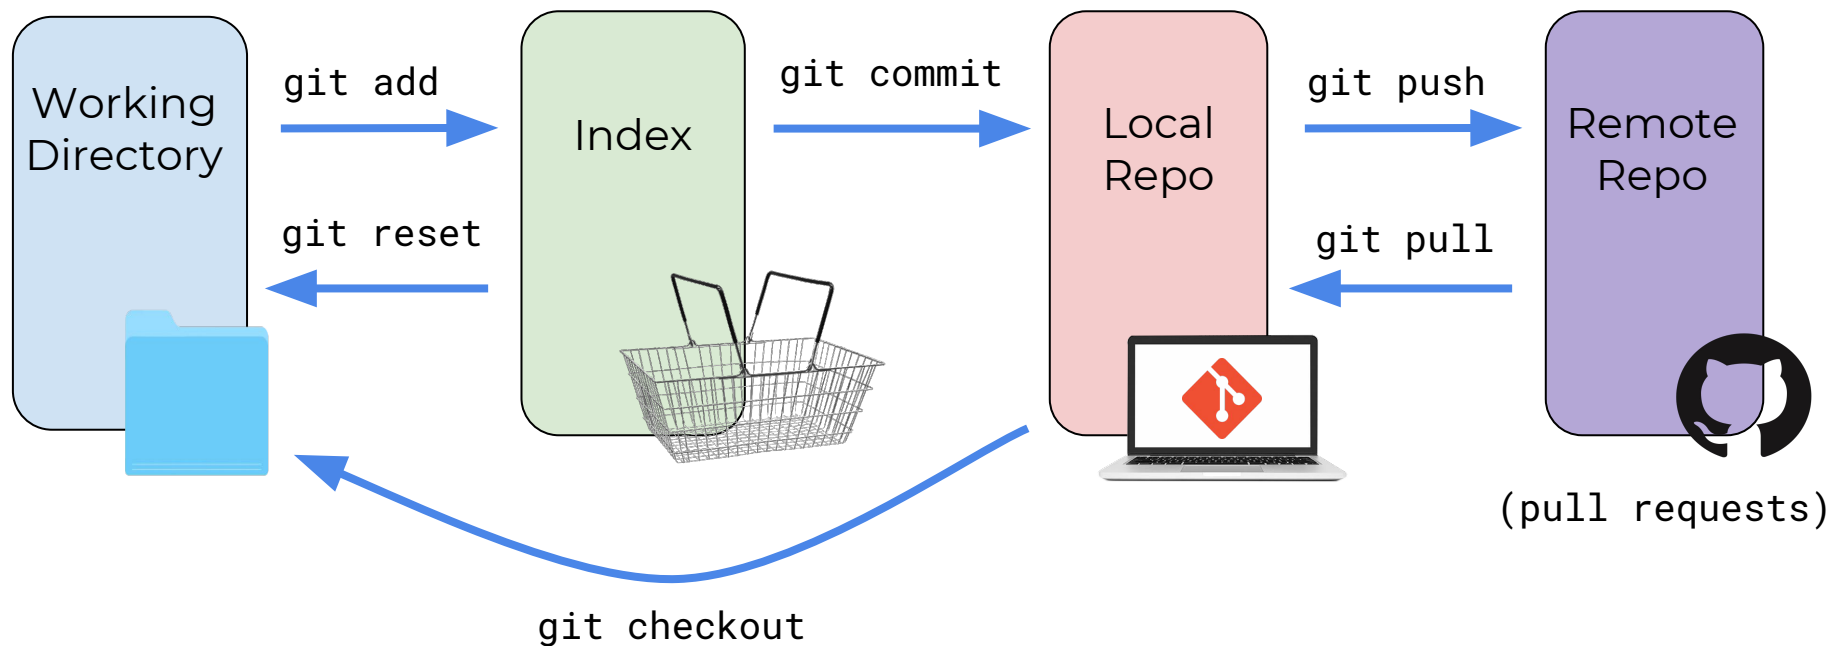 Working
Directory
git add
Index
git commit
Local
Repo
git push
Remote
Repo
git reset
git pull
(pull requests)
git checkout